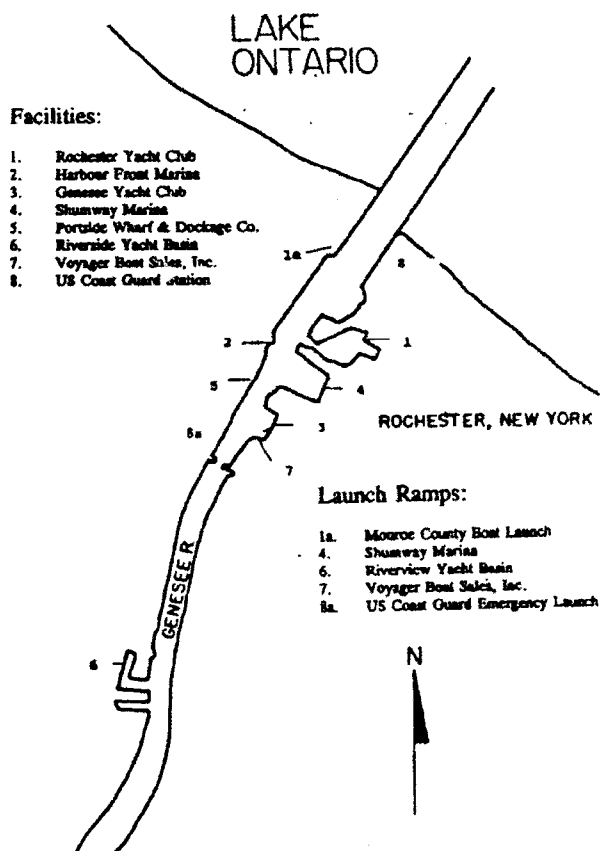 LAKE
ONTARIO
Facilities:
1. Rochester Yacht Club
2. Harbour Front Marina
3. Genesee Yacht Club
4. Shumway Marina
5. Portside Wharf & Dockage Co.
6. Riverside Yacht Basin
7. Voyager Boat Sales, Inc.
8. US Coast Guard Station
1a
8
2
1
5
4
8a
3
7
ROCHESTER, NEW YORK
Launch Ramps:
1a. Monroe County Boat Launch
4. Shumway Marina
6. Riverview Yacht Basin
7. Voyager Boat Sales, Inc.
8a. US Coast Guard Emergency Launch
GENESEE R
6
N